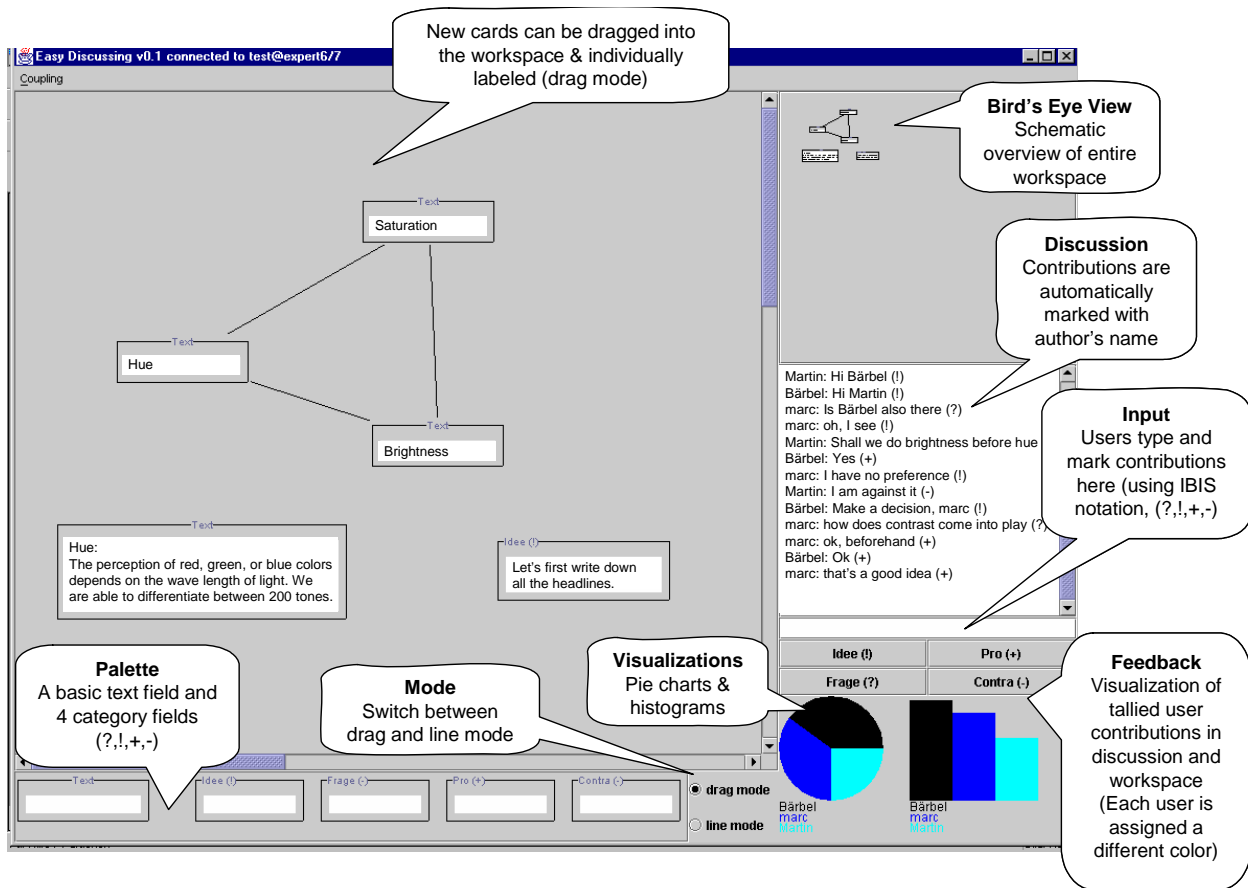 New cards can be dragged into
the workspace & individually
labeled (drag mode)
Easy Discussing v0.1 connected to test@expert6/7
Coupling
Bird's Eye View
Schematic
overview of entire
workspace
Text
Saturation
Discussion
Contributions are
automatically
marked with
author's name
Text
Hue
Text
Brightness
Martin: Hi Bärbel (!)
Bärbel: Hi Martin (!)
marc: Is Bärbel also there (?)
marc: oh, I see (!)
Martin: Shall we do brightness before hue
Bärbel: Yes (+)
marc: I have no preference (!)
Martin: I am against it (-)
Bärbel: Make a decision, marc (!)
marc: how does contrast come into play (?)
marc: ok, beforehand (+)
Bärbel: Ok (+)
marc: that's a good idea (+)
Input
Users type and
mark contributions
here (using IBIS
notation, (?,!,+,-)
Text
Hue:
The perception of red, green, or blue colors
depends on the wave length of light. We
are able to differentiate between 200 tones.
Idee (!)
Let's first write down
all the headlines.
Palette
A basic text field and
4 category fields
(?,!,+,-)
Mode
Switch between
drag and line mode
Visualizations
Pie charts &
histograms
Idee (!)
Pro (+)
Frage (?)
Contra (-)
Feedback
Visualization of
tallied user
contributions in
discussion and
workspace
(Each user is
assigned a
different color)
Text
Idee (!)
Frage (-)
Pro (+)
Contra (-)
drag mode
line mode
Bärbel
marc
Martin
Bärbel
marc
Martin